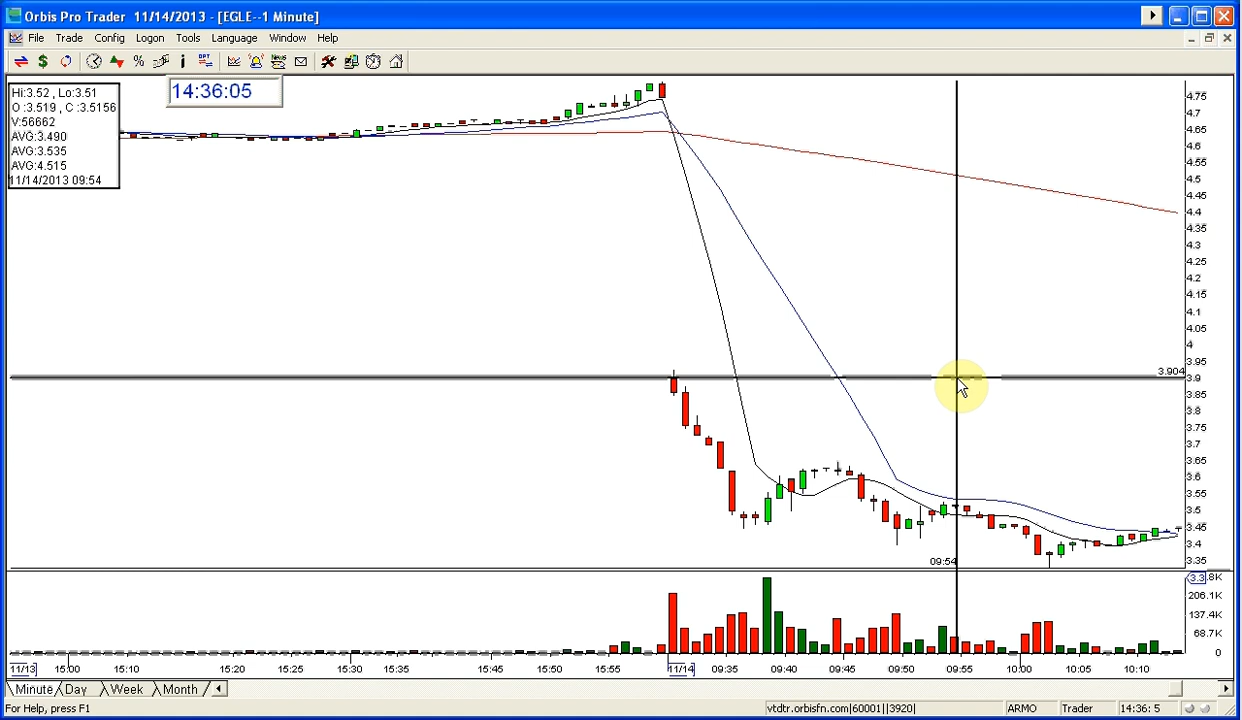 Orbis Pro Trader 11/14/2013 - [EGLE--1 Minute]
File Trade Config Logon Tools Language Window Help
14:36:05
Hi:3.52 , Lo:3.51
O :3.519 , C :3.5156
V:56662
AVG:3.490
AVG:3.535
AVG:4.515
11/14/2013 09:54
4.75
4.7
4.65
4.6
4.55
4.5
4.45
4.4
4.35
4.3
4.25
4.2
4.15
4.1
4.05
4
3.95
3.904
3.9
3.85
3.8
3.75
3.7
3.65
3.6
3.55
3.5
3.45
3.4
3.35
09:54
206.1K
137.4K
68.7K
0
11/13 15:00 15:10 15:20 15:25 15:30 15:35 15:45 15:50 15:55 11/14 09:35 09:40 09:45 09:50 09:55 10:00 10:05 10:10
Minute Day Week Month
For Help, press F1 vtdtr.orbisfn.com|60001||3920| ARMO Trader 14:36: 5